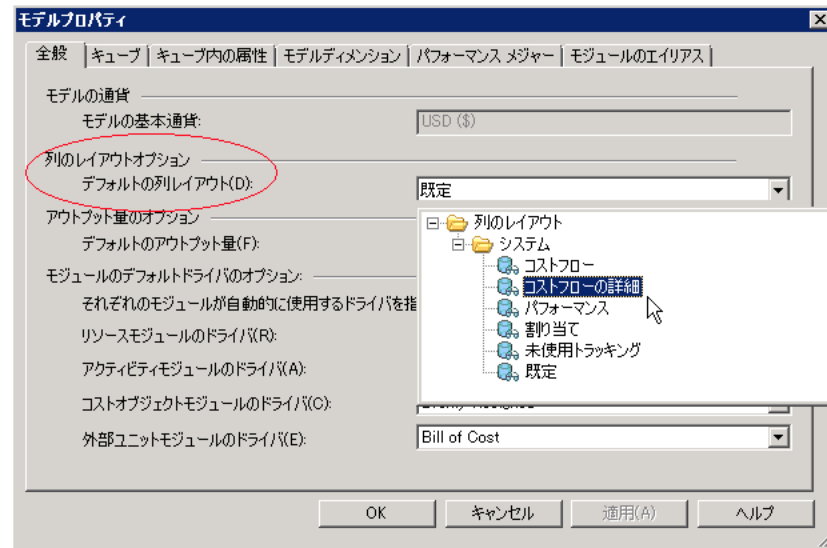 モデルプロパティ
全般 キューブ キューブ内の属性 モデルディメンション パフォーマンス メジャー モジュールのエイリアス
モデルの通貨
モデルの基本通貨: USD ($)
列のレイアウトオプション
デフォルトの列レイアウト(D): 既定
アウトプット量のオプション
デフォルトのアウトプット量(F):
列のレイアウト
システム
コストフロー
コストフローの詳細
パフォーマンス
割り当て
未使用トラッキング
既定
モジュールのデフォルトドライバのオプション:
それぞれのモジュールが自動的に使用するドライバを指
リソースモジュールのドライバ(R):
アクティビティモジュールのドライバ(A):
コストオブジェクトモジュールのドライバ(C):
外部ユニットモジュールのドライバ(E): Bill of Cost
OK キャンセル 適用(A) ヘルプ